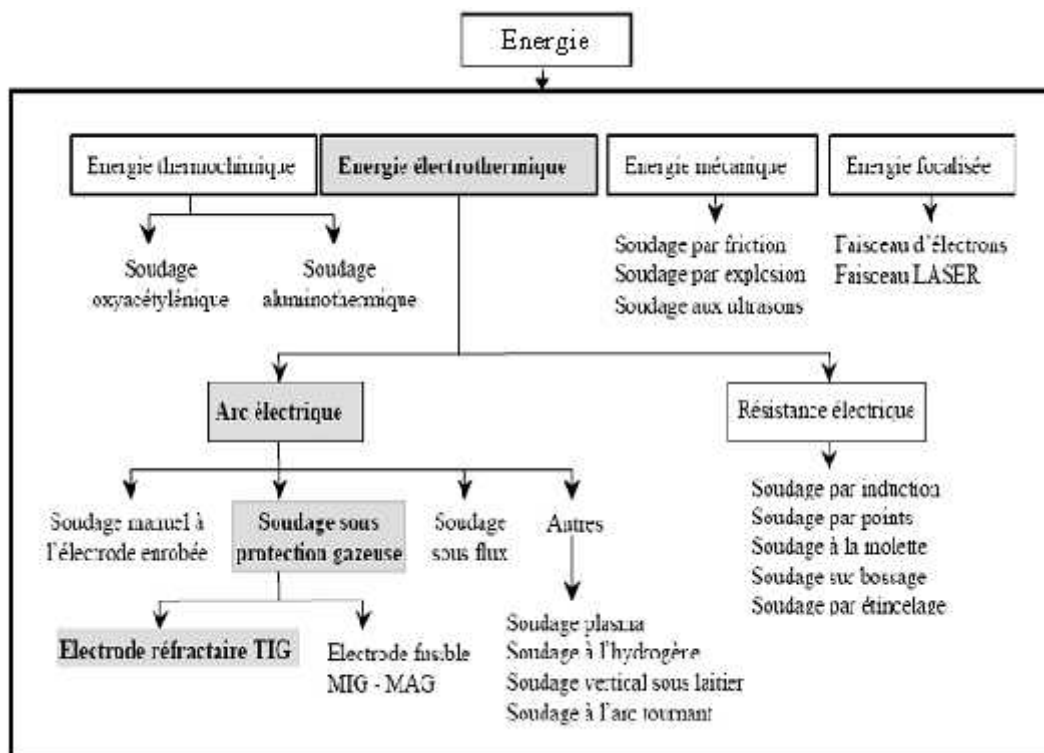 Energie
Energie thermochimique
Energie électrothermique
Energie mécanique
Energie focalisée
Soudage
oxyacétylénique
Soudage
aluminothermique
Soudage par friction
Soudage par explosion
Soudage aux ultrasons
Faisceau d'électrons
Faisceau LASER
Arc électrique
Résistance électrique
Soudage manuel à
l'électrode enrobée
Soudage sous
protection gazeuse
Soudage
sous flux
Autres
Soudage par induction
Soudage par points
Soudage à la molette
Soudage sur bossage
Soudage par étincelage
Electrode réfractaire TIG
Electrode fusible
MIG - MAG
Soudage plasma
Soudage à l'hydrogène
Soudage vertical sous laitier
Soudage à l'arc tournant